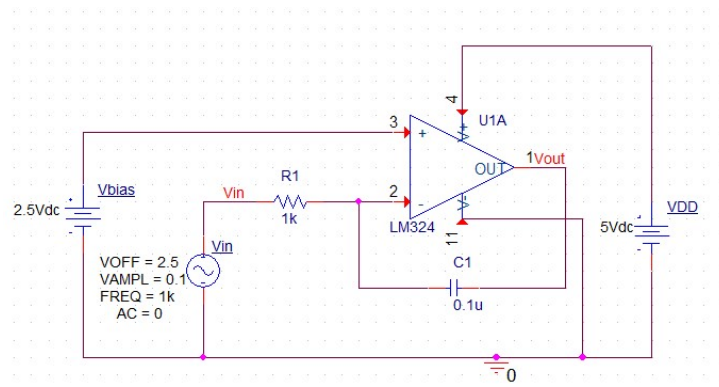 4
3
+
V+
U1A
OUT
1
Vout
2
-
V-
LM324
11
R1
1k
Vin
Vbias
2.5Vdc
Vin
VOFF = 2.5
VAMPL = 0.1
FREQ = 1k
AC = 0
C1
0.1u
VDD
5Vdc
0